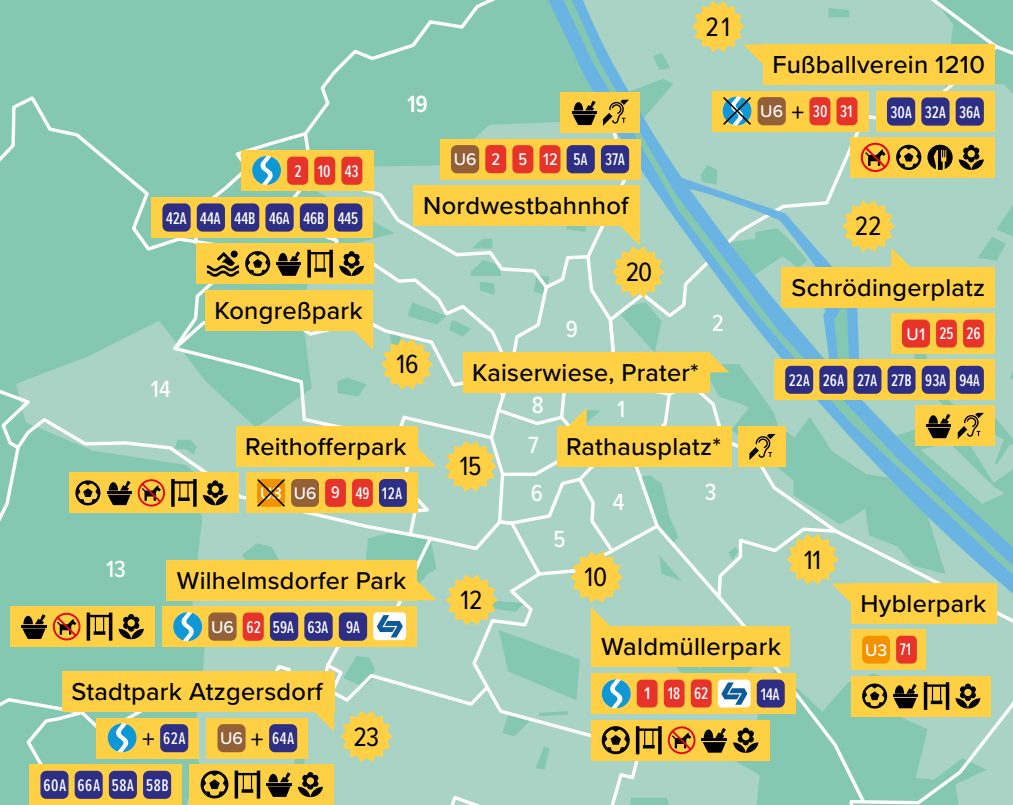 21
Fußballverein 1210
U6 + 30 31 30A 32A 36A
19
U6 2 5 12 5A 37A
Nordwestbahnhof
20
2 10 43
42A 44A 44B 46A 46B 445
Kongreßpark
16
22
Schrödingerplatz
U1 25 26
22A 26A 27A 27B 93A 94A
9
2
14
Kaiserwiese, Prater*
8
1
7
Rathausplatz*
Reithofferpark
15
U3 U6 9 49 12A
6
4
3
5
13
Wilhelmsdorfer Park
12
U6 62 59A 63A 9A
10
Waldmüllerpark
1 18 62 14A
11
Hyblerpark
U3 71
Stadtpark Atzgersdorf
23
+ 62A U6 + 64A
60A 66A 58A 58B
T
T
T